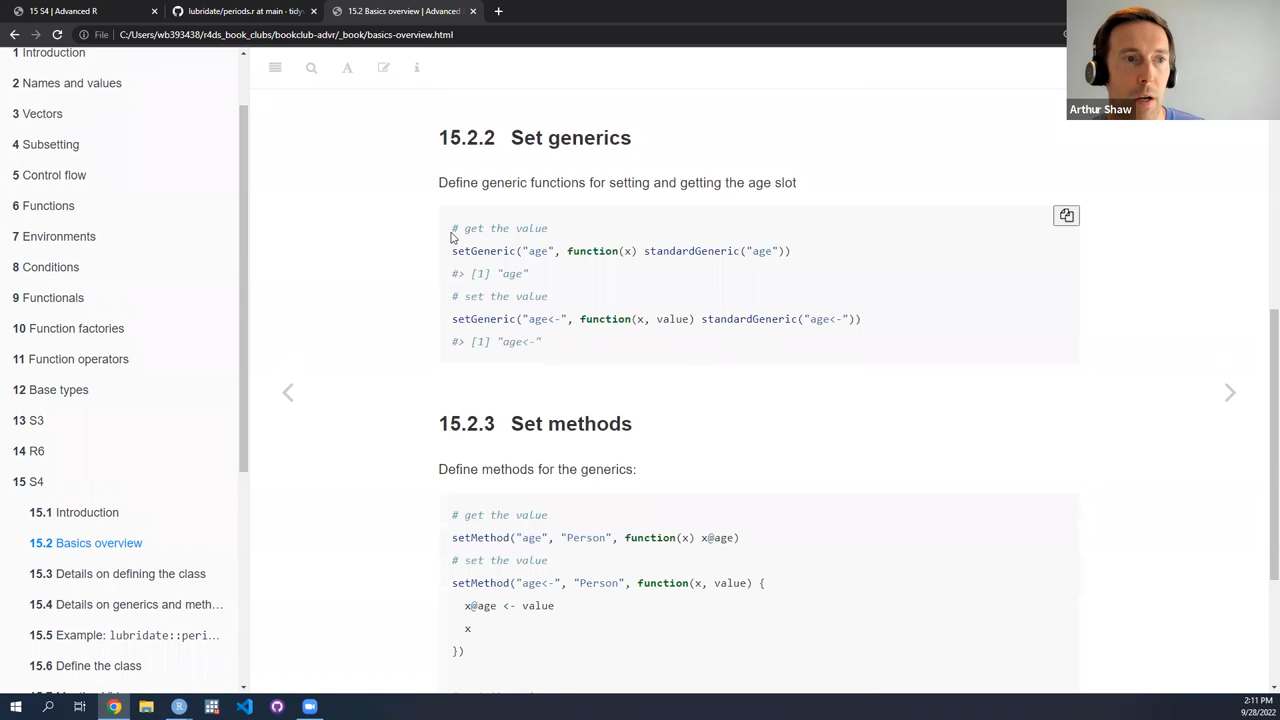 15 S4 | Advanced R
lubridate/periods.r at main · tidyv
15.2 Basics overview | Advanced R
File
C:/Users/wb393438/r4ds_book_clubs/bookclub-advr/_book/basics-overview.html
1 Introduction
2 Names and values
3 Vectors
4 Subsetting
5 Control flow
6 Functions
7 Environments
8 Conditions
9 Functionals
10 Function factories
11 Function operators
12 Base types
13 S3
14 R6
15 S4
15.1 Introduction
15.2 Basics overview
15.3 Details on defining the class
15.4 Details on generics and meth…
15.5 Example: lubridate::peri…
15.6 Define the class
15.2.2 Set generics
Define generic functions for setting and getting the age slot
# get the value
setGeneric("age", function(x) standardGeneric("age"))
#> [1] "age"
# set the value
setGeneric("age<-", function(x, value) standardGeneric("age<-"))
#> [1] "age<-"
15.2.3 Set methods
Define methods for the generics:
# get the value
setMethod("age", "Person", function(x) x@age)
# set the value
setMethod("age<-", "Person", function(x, value) {
x@age <- value
x
})
Arthur Shaw
2:11 PM
9/28/2022